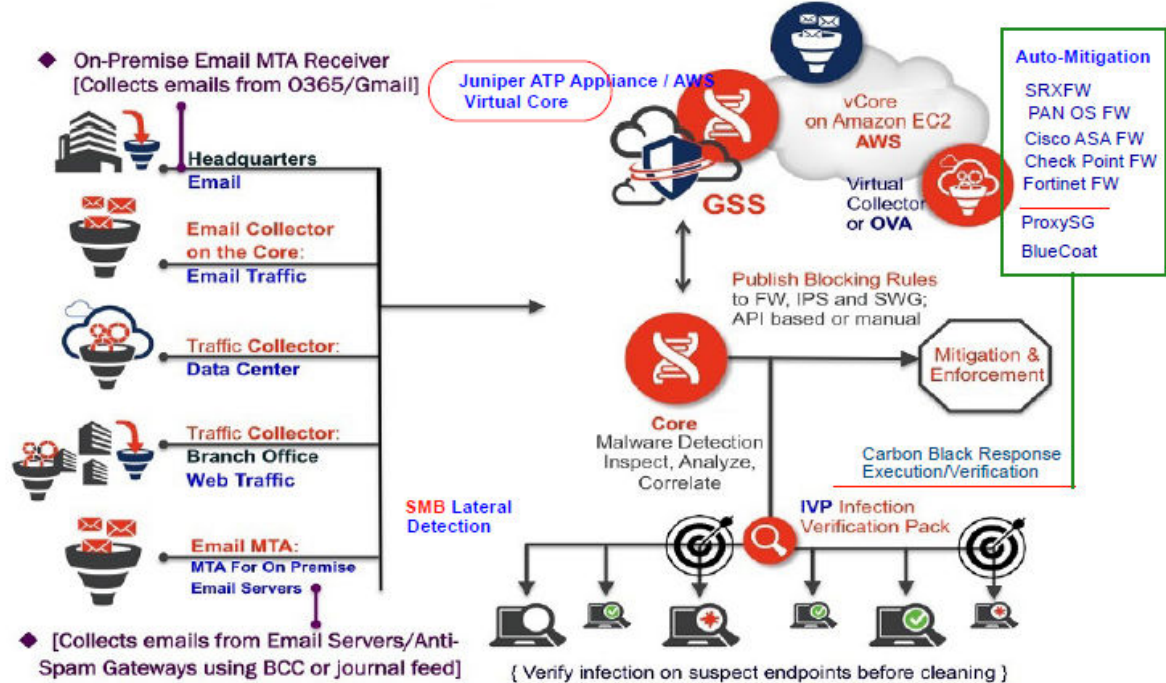 On-Premise Email MTA Receiver
[Collects emails from O365/Gmail]
Headquarters
Email
Email Collector
on the Core:
Email Traffic
Traffic Collector:
Data Center
Traffic Collector:
Branch Office
Web Traffic
Email MTA:
MTA For On Premise
Email Servers
[Collects emails from Email Servers/Anti-
Spam Gateways using BCC or journal feed]
SMB Lateral
Detection
Juniper ATP Appliance / AWS
Virtual Core
vCore
on Amazon EC2
AWS
GSS
Virtual
Collector
or OVA
Auto-Mitigation
SRXFW
PAN OS FW
Cisco ASA FW
Check Point FW
Fortinet FW
ProxySG
BlueCoat
Publish Blocking Rules
to FW, IPS and SWG;
API based or manual
Mitigation &
Enforcement
Core
Malware Detection
Inspect, Analyze,
Correlate
Carbon Black Response
Execution/Verification
IVP Infection
Verification Pack
{ Verify infection on suspect endpoints before cleaning }